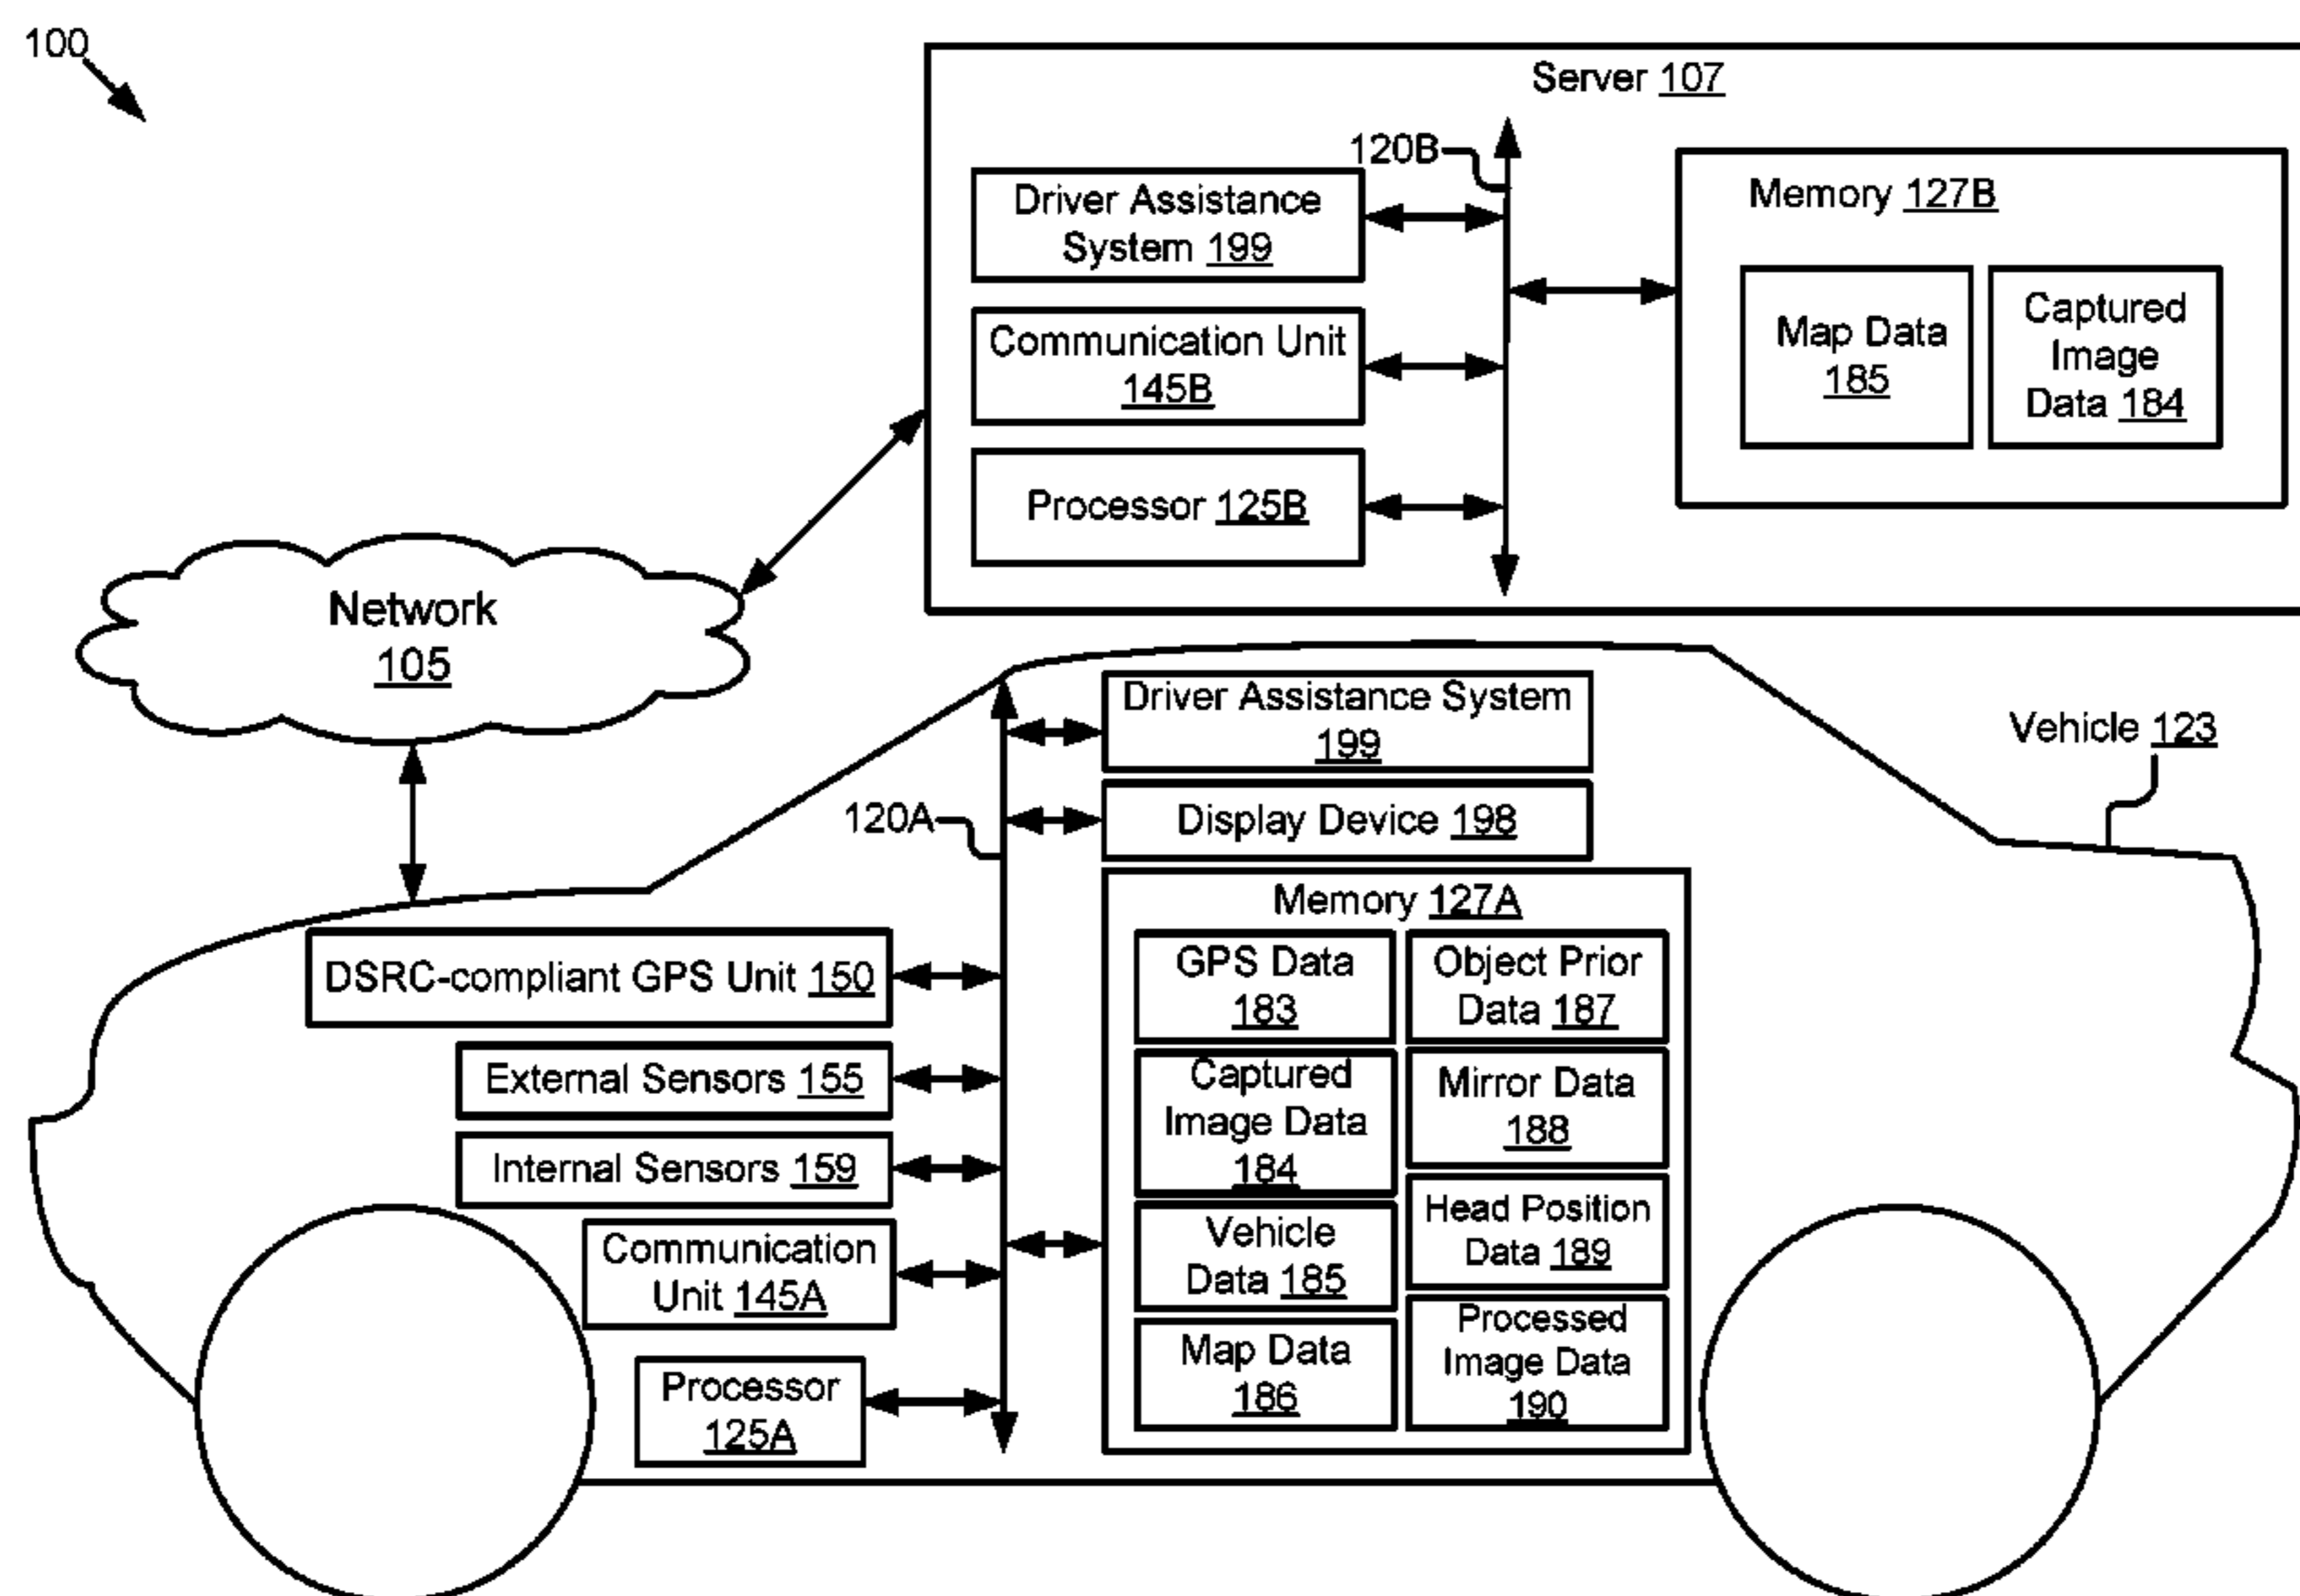 100
Server 107
120B
Driver Assistance
System 199
Communication Unit
145B
Processor 125B
Memory 127B
Map Data
185
Captured
Image
Data 184
Network
105
Vehicle 123
Driver Assistance System
199
120A
Display Device 198
DSRC-compliant GPS Unit 150
External Sensors 155
Internal Sensors 159
Communication
Unit 145A
Processor
125A
Memory 127A
GPS Data
183
Captured
Image Data
184
Vehicle
Data 185
Map Data
186
Object Prior
Data 187
Mirror Data
188
Head Position
Data 189
Processed
Image Data
190